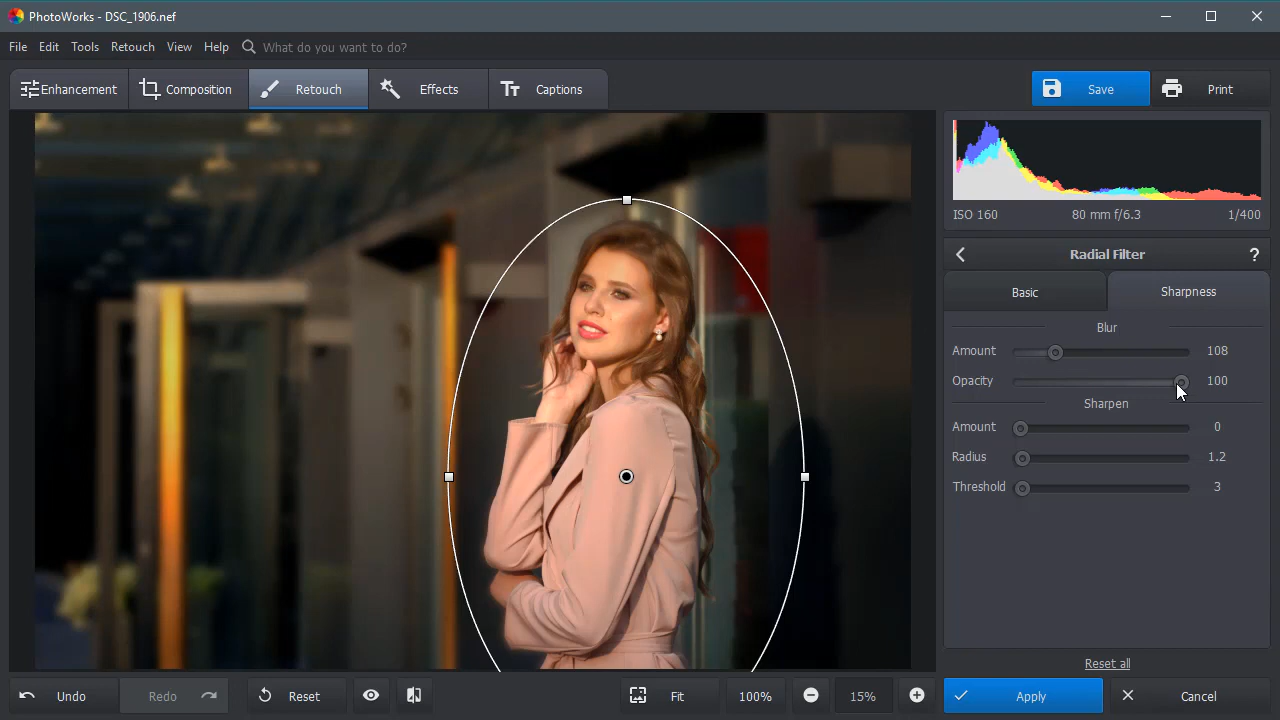 PhotoWorks - DSC_1906.nef
File Edit Tools Retouch View Help What do you want to do?
Enhancement Composition Retouch Effects Captions Save Print
ISO 160 80 mm f/6.3 1/400
Radial Filter ?
Basic Sharpness
Blur
Amount 108
Opacity 100
Sharpen
Amount 0
Radius 1.2
Threshold 3
Reset all
Undo Redo Reset Fit 100% 15% Apply Cancel